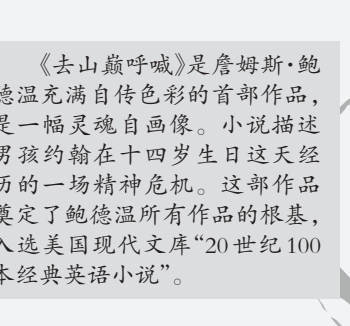 《去山巅呼喊》是詹姆斯·鲍
德温充满自传色彩的首部作品，
是一幅灵魂自画像。小说描述
男孩约翰在十四岁生日这天经
历的一场精神危机。这部作品
奠定了鲍德温所有作品的根基，
入选美国现代文库“20世纪100
本经典英语小说”。